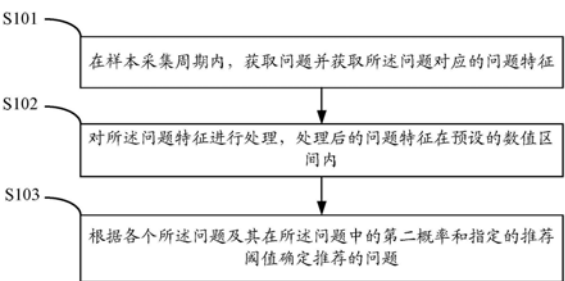 S101
在样本采集周期内，获取问题并获取所述问题对应的问题特征
S102
对所述问题特征进行处理，处理后的问题特征在预设的数值区
间内
S103
根据各个所述问题及其在所述问题中的第二概率和指定的推荐
阈值确定推荐的问题